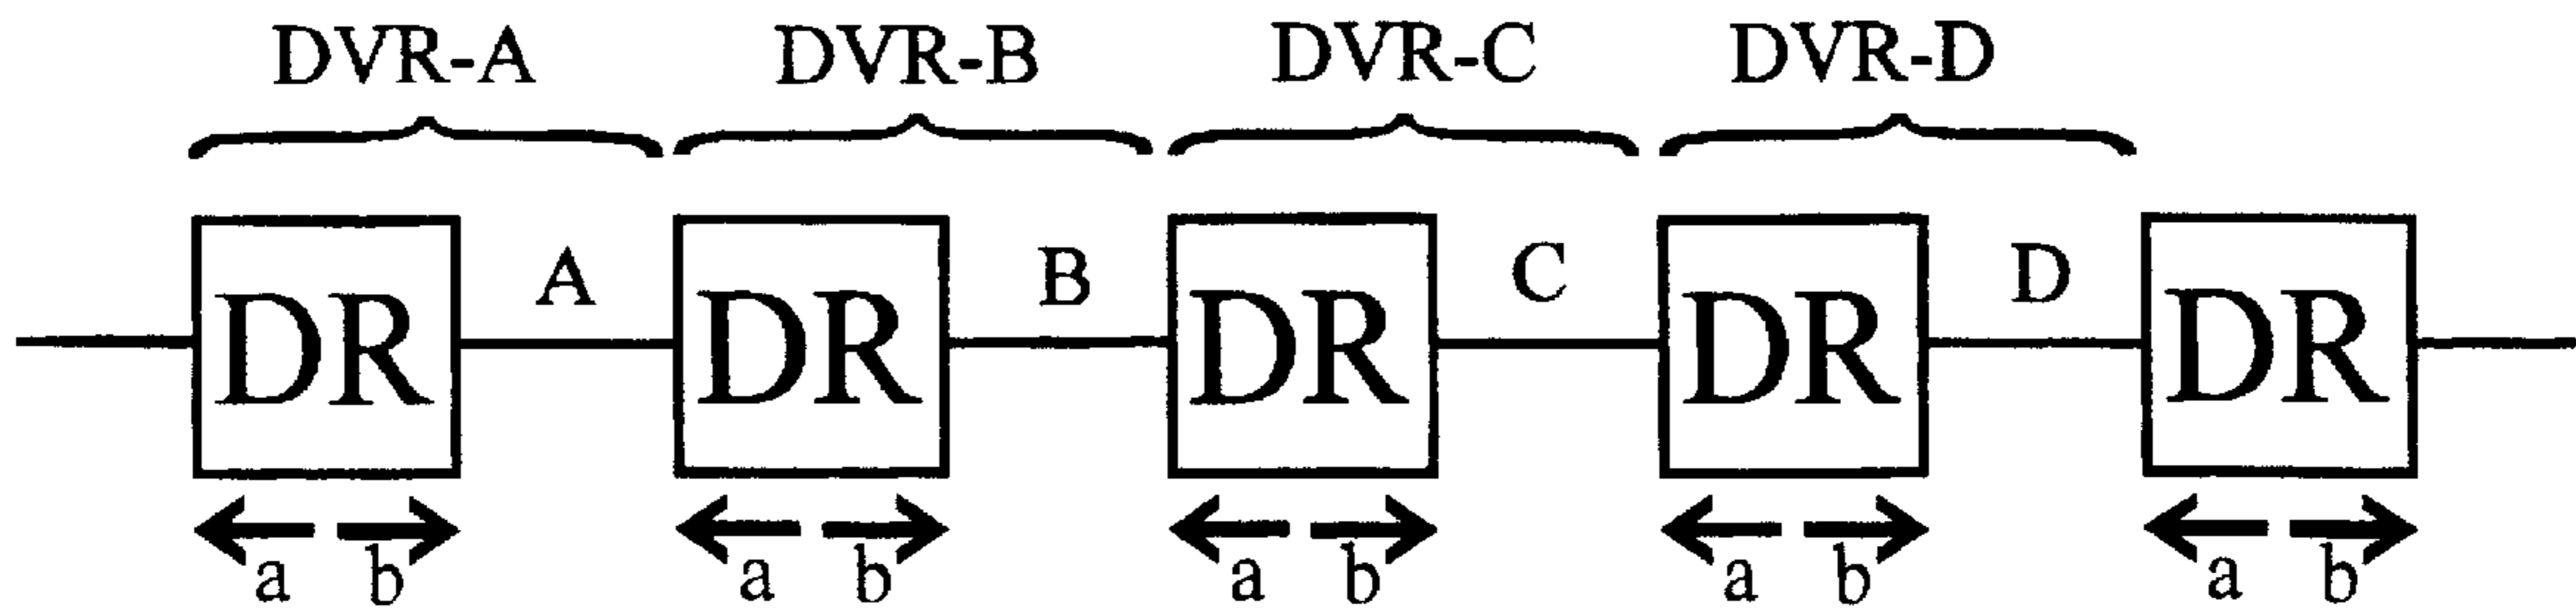 DVR-A DVR-B DVR-C DVR-D
A B C D
DR DR DR DR DR
a b a b a b a b a b